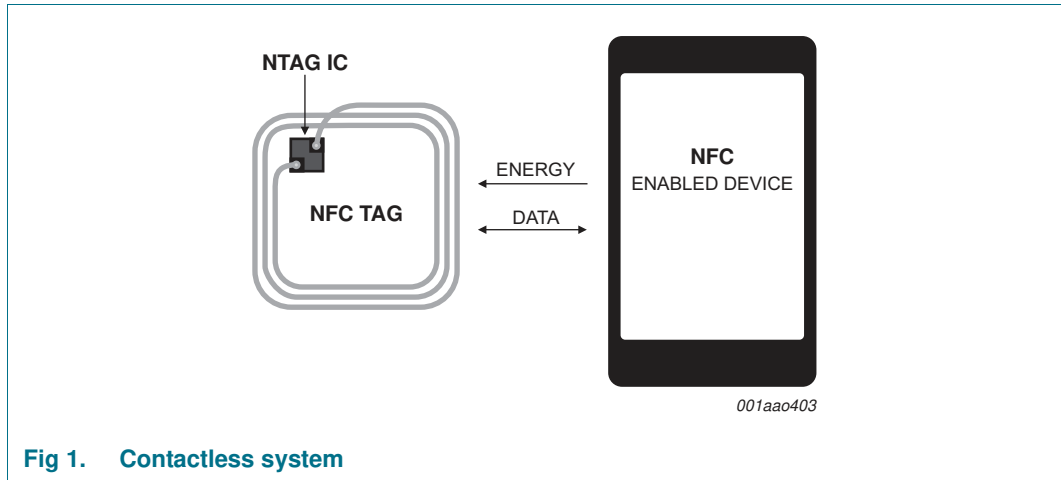 NTAG IC
NFC TAG
ENERGY
DATA
NFC
ENABLED DEVICE
001aao403
Fig 1. Contactless system